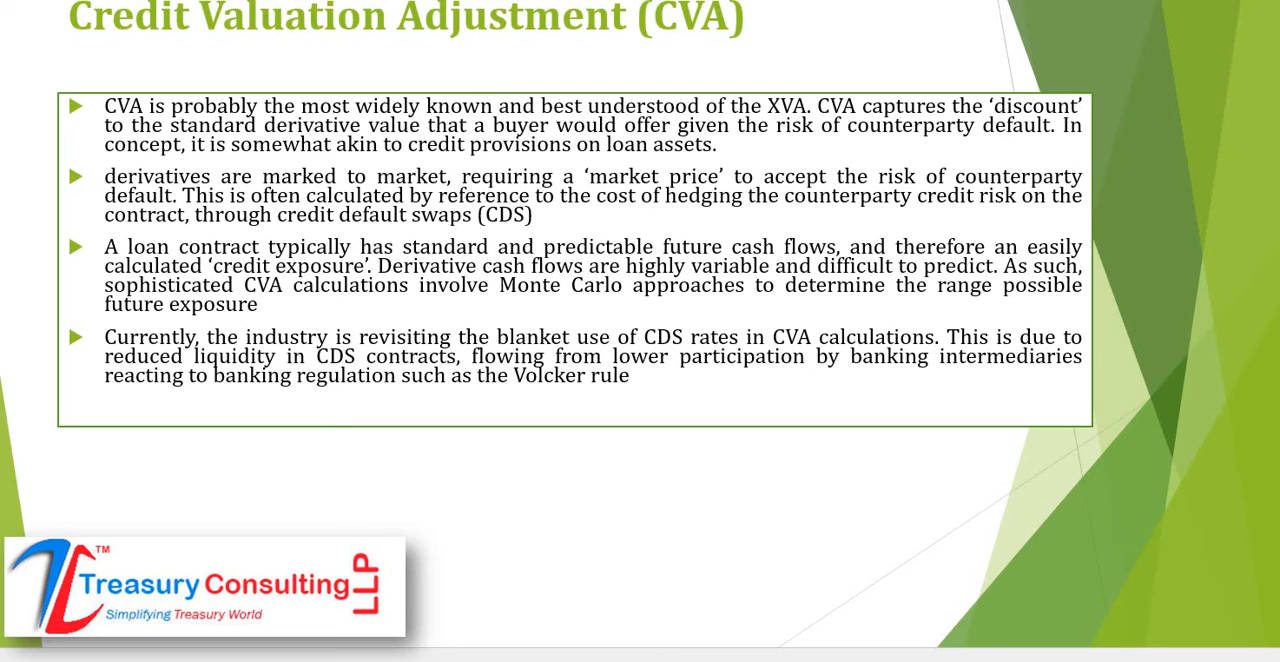 Credit Valuation Adjustment (CVA)
CVA is probably the most widely known and best understood of the XVA. CVA captures the ‘discount’
to the standard derivative value that a buyer would offer given the risk of counterparty default. In
concept, it is somewhat akin to credit provisions on loan assets.
derivatives are marked to market, requiring a ‘market price’ to accept the risk of counterparty
default. This is often calculated by reference to the cost of hedging the counterparty credit risk on the
contract, through credit default swaps (CDS)
A loan contract typically has standard and predictable future cash flows, and therefore an easily
calculated ‘credit exposure’. Derivative cash flows are highly variable and difficult to predict. As such,
sophisticated CVA calculations involve Monte Carlo approaches to determine the range possible
future exposure
Currently, the industry is revisiting the blanket use of CDS rates in CVA calculations. This is due to
reduced liquidity in CDS contracts, flowing from lower participation by banking intermediaries
reacting to banking regulation such as the Volcker rule
TM
Treasury Consulting LLP
Simplifying Treasury World